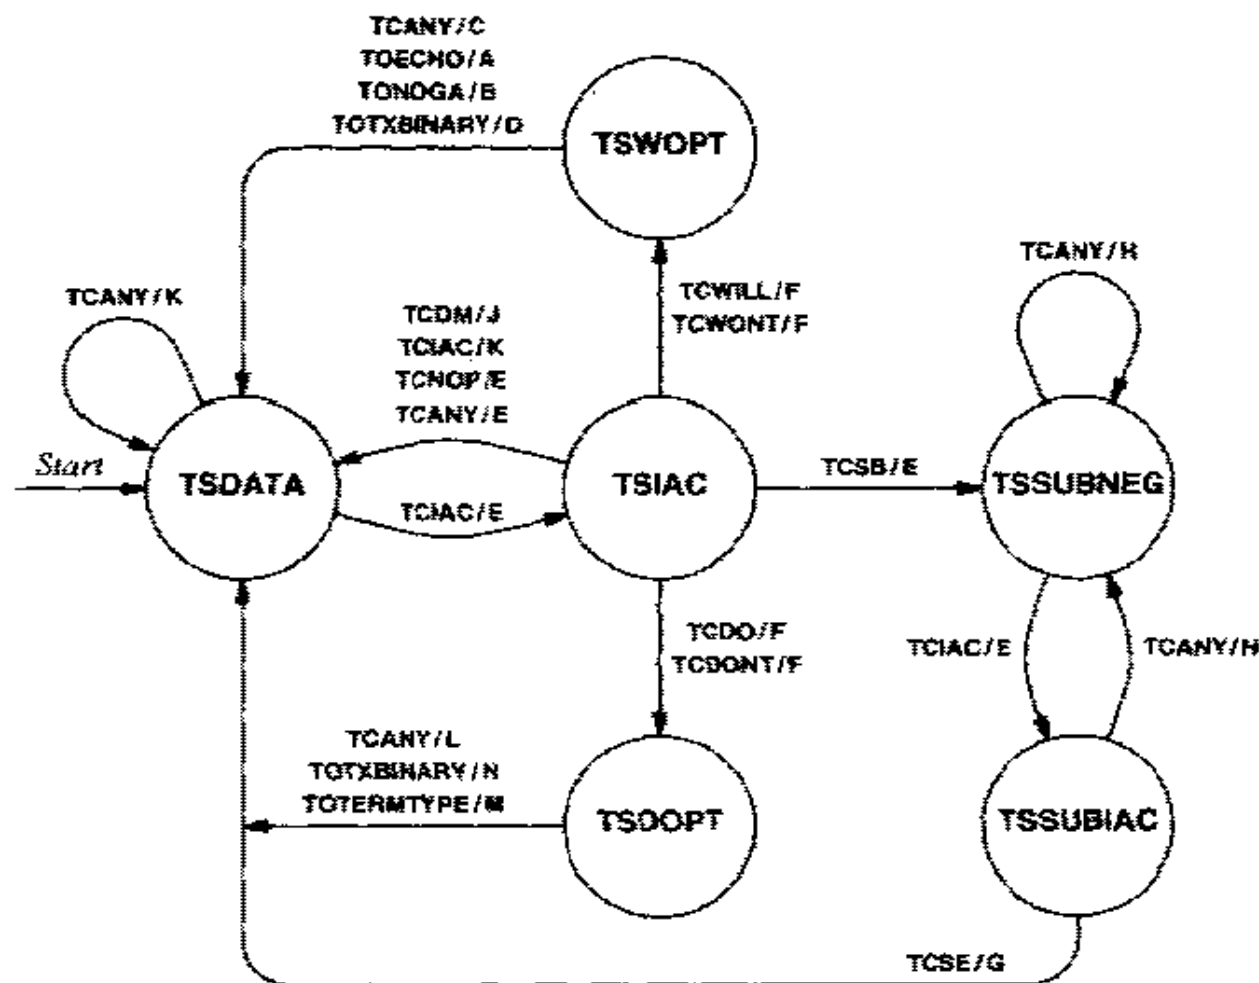 TCANY/C
TOECHO/A
TONOGA/B
TOTXBINARY/D
TSWOPT
TCANY/H
TCANY/K
TCWILL/F
TCWONT/F
TCDM/J
TCIAC/K
TCNOP/E
TCANY/E
Start
TSDATA
TCIAC/E
TSIAC
TCSB/E
TSSUBNEG
TCDO/F
TCDONT/F
TCIAC/E
TCANY/H
TCANY/L
TOTXBINARY/N
TOTERMTYPE/M
TSDOPT
TSSUBIAC
TCSE/G